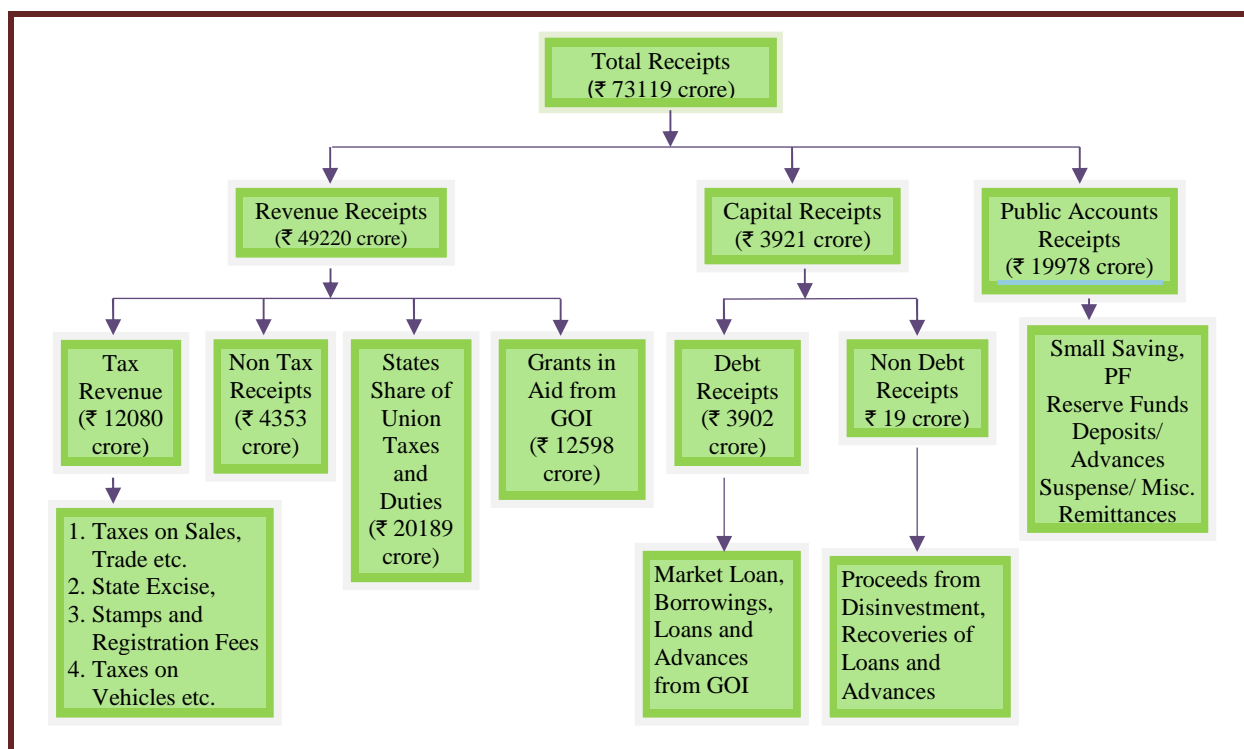 Total Receipts
(₹ 73119 crore)
Revenue Receipts
(₹ 49220 crore)
Capital Receipts
(₹ 3921 crore)
Public Accounts
Receipts
(₹ 19978 crore)
Tax
Revenue
(₹ 12080
crore)
Non Tax
Receipts
(₹ 4353
crore)
States
Share of
Union
Taxes
and
Duties
(₹ 20189
crore)
Grants in
Aid from
GOI
(₹ 12598
crore)
Debt
Receipts
(₹ 3902
crore)
Non Debt
Receipts
₹ 19 crore)
Small Saving,
PF
Reserve Funds
Deposits/
Advances
Suspense/ Misc.
Remittances
1. Taxes on Sales,
Trade etc.
2. State Excise,
3. Stamps and
Registration Fees
4. Taxes on
Vehicles etc.
Market Loan,
Borrowings,
Loans and
Advances
from GOI
Proceeds from
Disinvestment,
Recoveries of
Loans and
Advances